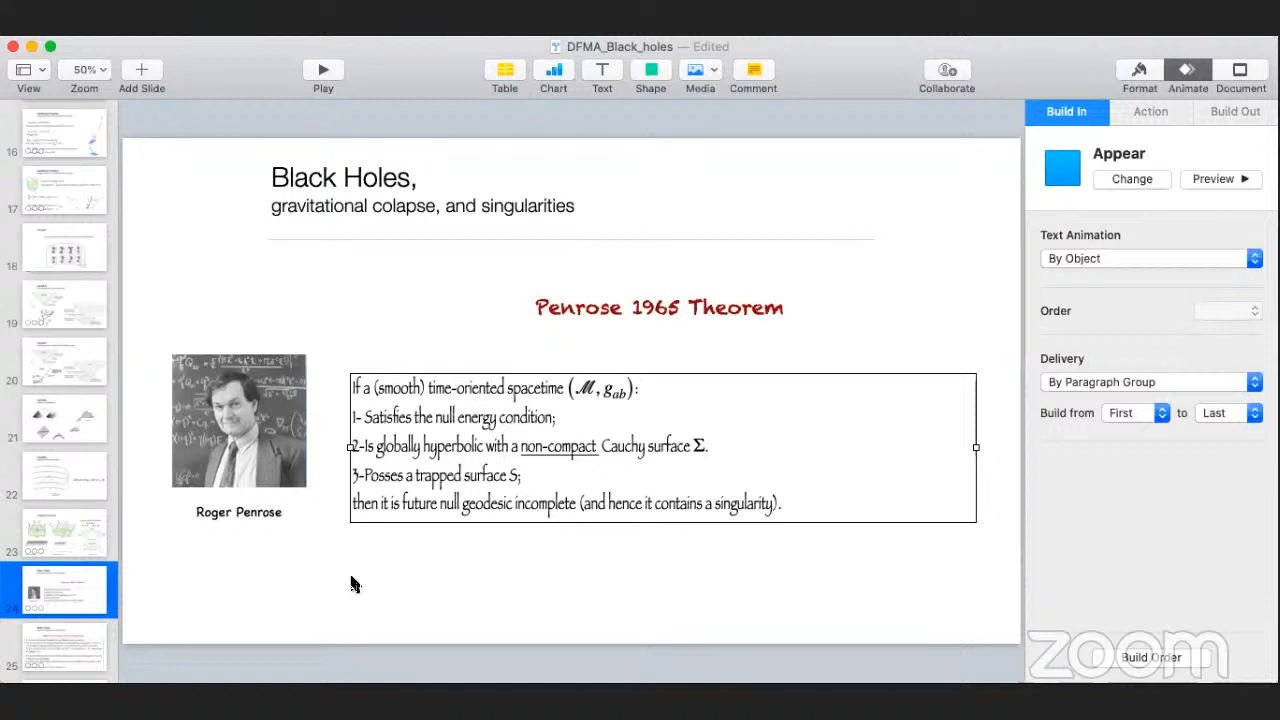 DFMA_Black_holes — Edited
50%
View Zoom Add Slide Play Table Chart Text Shape Media Comment Collaborate Format Animate Document
Build In Action Build Out
Appear
Change Preview
Text Animation
By Object
Order
Delivery
By Paragraph Group
Build from First to Last
Build Order
16
17
18
19
20
21
22
23
24
25
Black Holes,
gravitational colapse, and singularities
Penrose 1965 Theorem
If a (smooth) time-oriented spacetime (ℳ, g_ab):
1- Satisfies the null energy condition;
2-Is globally hyperbolic with a non-compact Cauchy surface Σ.
3-Posses a trapped surface S;
then it is future null geodesic incomplete (and hence it contains a singularity).
Roger Penrose
zoom